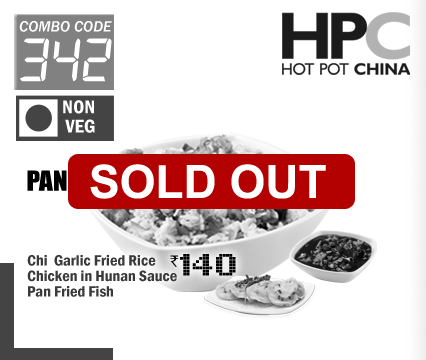 COMBO CODE
342
HPC
HOT POT CHINA
NON
VEG
PAN
SOLD OUT
Chi Garlic Fried Rice
Chicken in Hunan Sauce
Pan Fried Fish
₹140